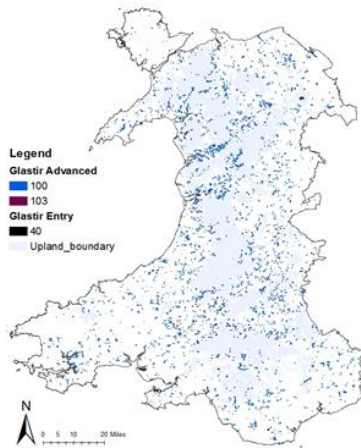 Legend
Glastir Advanced
100
103
Glastir Entry
40
Upland_boundary
N
0 5 10 20 Miles